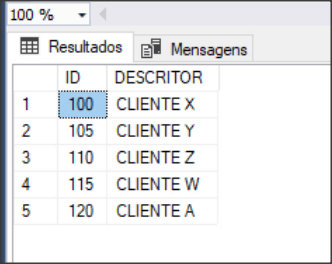 100 %
Resultados Mensagens
ID DESCRITOR
1 100 CLIENTE X
2 105 CLIENTE Y
3 110 CLIENTE Z
4 115 CLIENTE W
5 120 CLIENTE A